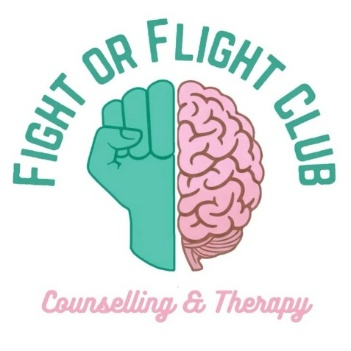 FIGHT OR FLIGHT CLUB
Counselling & Therapy